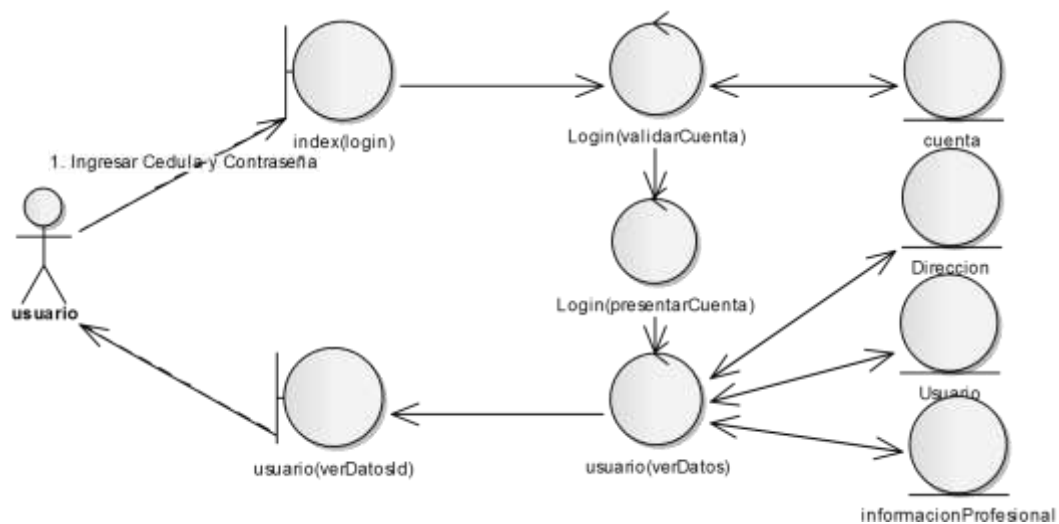 index(login)
Login(validarCuenta)
cuenta
1. Ingresar Cedula y Contraseña
usuario
Login(presentarCuenta)
Direccion
Usuario
usuario(verDatosId)
usuario(verDatos)
informacionProfesional